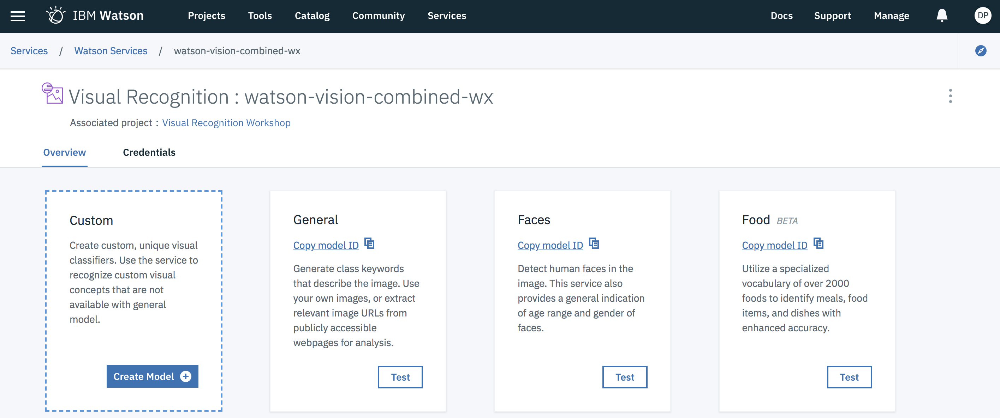 IBM Watson Projects Tools Catalog Community Services Docs Support Manage DP
Services / Watson Services / watson-vision-combined-wx
Visual Recognition : watson-vision-combined-wx
Associated project : Visual Recognition Workshop
Overview Credentials
Custom
Create custom, unique visual
classifiers. Use the service to
recognize custom visual
concepts that are not
available with general
model.
Create Model
General
Copy model ID
Generate class keywords
that describe the image. Use
your own images, or extract
relevant image URLs from
publicly accessible
webpages for analysis.
Test
Faces
Copy model ID
Detect human faces in the
image. This service also
provides a general indication
of age range and gender of
faces.
Test
Food BETA
Copy model ID
Utilize a specialized
vocabulary of over 2000
foods to identify meals, food
items, and dishes with
enhanced accuracy.
Test